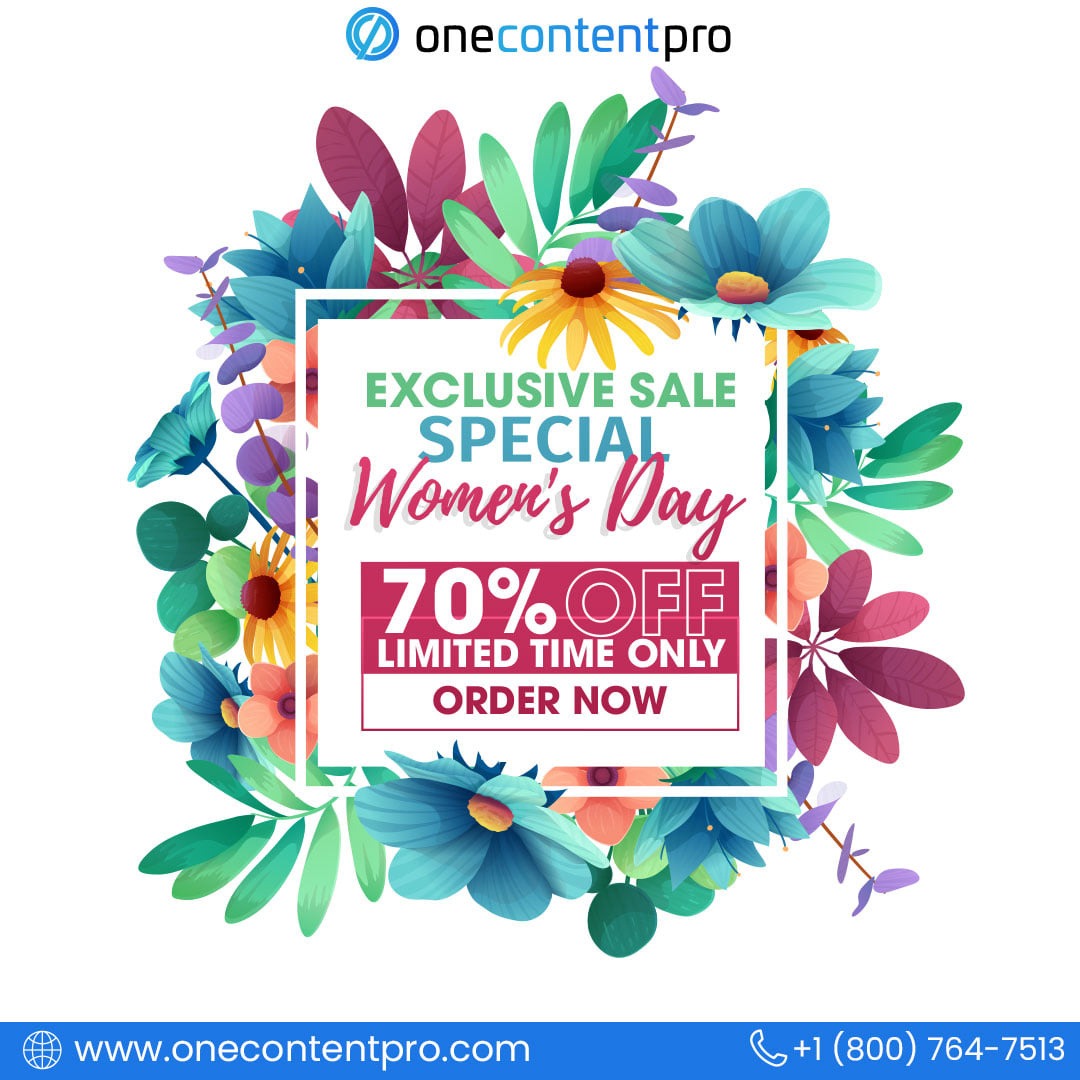 onecontentpro
EXCLUSIVE SALE
SPECIAL
Women's Day
70% OFF
LIMITED TIME ONLY
ORDER NOW
www.onecontentpro.com
+1 (800) 764-7513